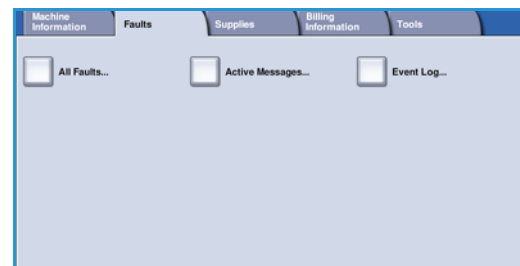 Machine Information
Faults
Supplies
Billing Information
Tools
All Faults...
Active Messages...
Event Log...